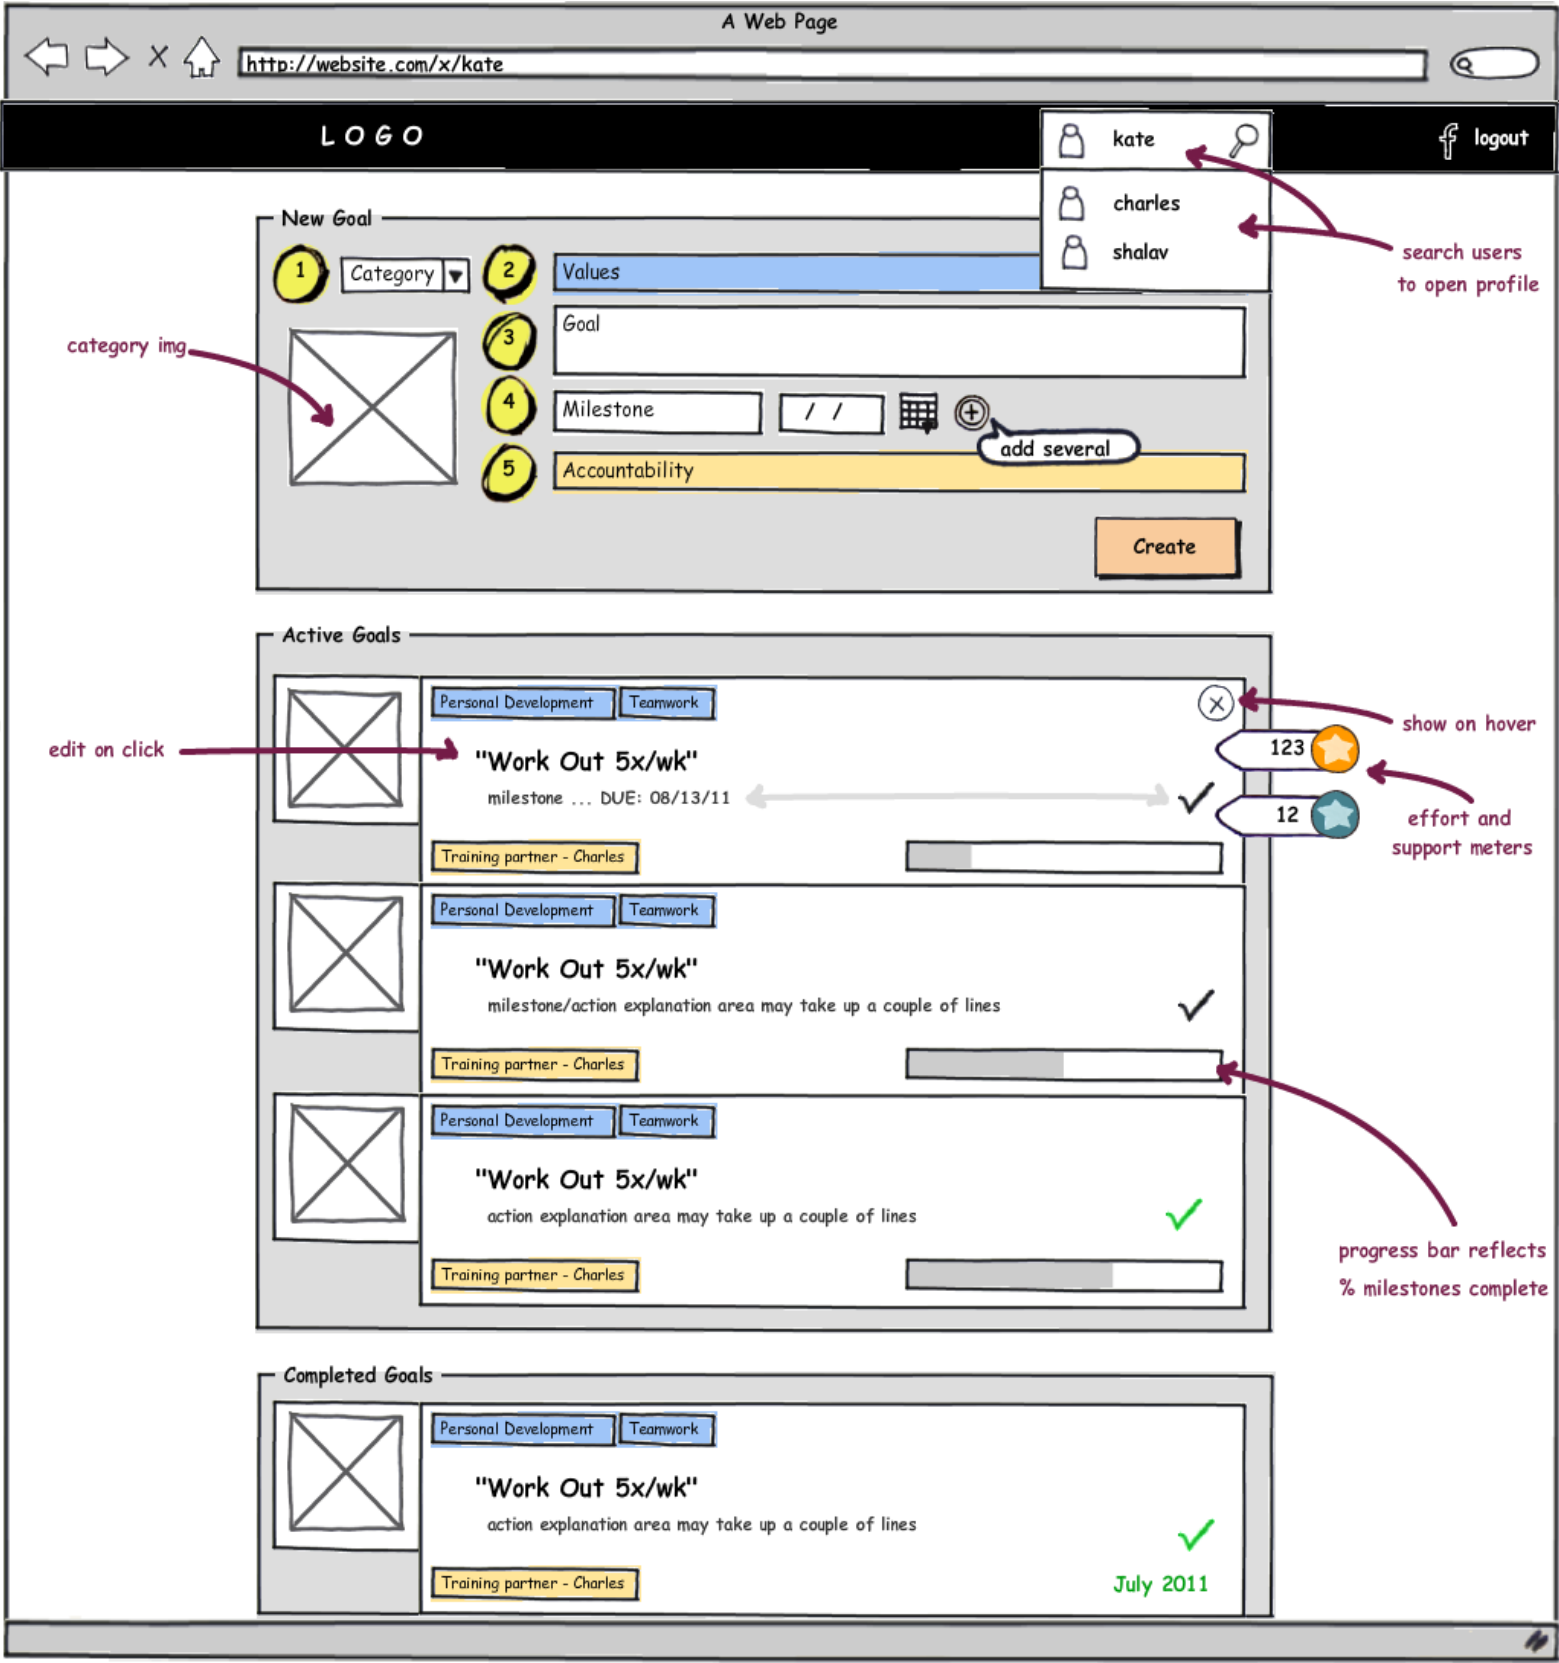 A Web Page
http://website.com/x/kate
LOGO
kate
logout
charles
shalav
search users
to open profile
New Goal
1
Category
2
Values
category img
3
Goal
4
Milestone
/ /
add several
5
Accountability
Create
Active Goals
Personal Development
Teamwork
show on hover
edit on click
"Work Out 5x/wk"
123
milestone ... DUE: 08/13/11
12
effort and
support meters
Training partner - Charles
Personal Development
Teamwork
"Work Out 5x/wk"
milestone/action explanation area may take up a couple of lines
Training partner - Charles
Personal Development
Teamwork
"Work Out 5x/wk"
action explanation area may take up a couple of lines
progress bar reflects
% milestones complete
Training partner - Charles
Completed Goals
Personal Development
Teamwork
"Work Out 5x/wk"
action explanation area may take up a couple of lines
Training partner - Charles
July 2011